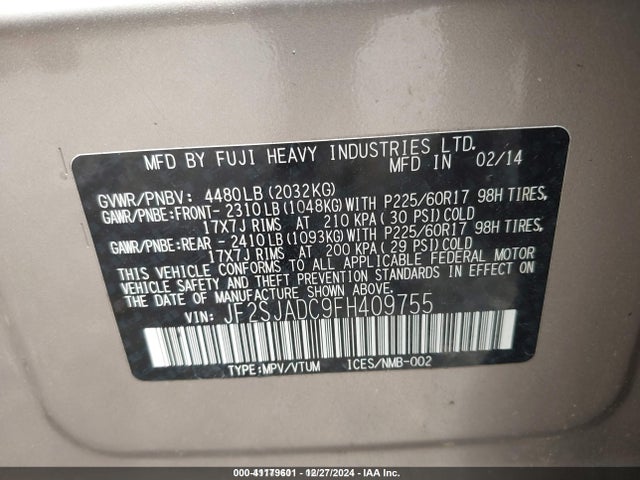 MFD BY FUJI HEAVY INDUSTRIES LTD.
MFD IN 02/14
GVWR/PNBV: 4480LB(2032KG)
GAWR/PNBE:FRONT- 2310LB(1048KG)WITH P225/60R17 98H TIRES,
17X7J RIMS AT 210 KPA(30 PSI)COLD
GAWR/PNBE:REAR - 2410LB(1093KG)WITH P225/60R17 98H TIRES,
17X7J RIMS AT 200 KPA(29 PSI)COLD
THIS VEHICLE CONFORMS TO ALL APPLICABLE FEDERAL MOTOR
VEHICLE SAFETY AND THEFT PREVENTION STANDARDS IN EFFECT ON
THE DATE OF MANUFACTURE SHOWN ABOVE.
VIN: JF2SJADC9FH409755
TYPE:MPV/VTUM ICES/NMB-002
000-41179601 - 12/27/2024 - IAA Inc.